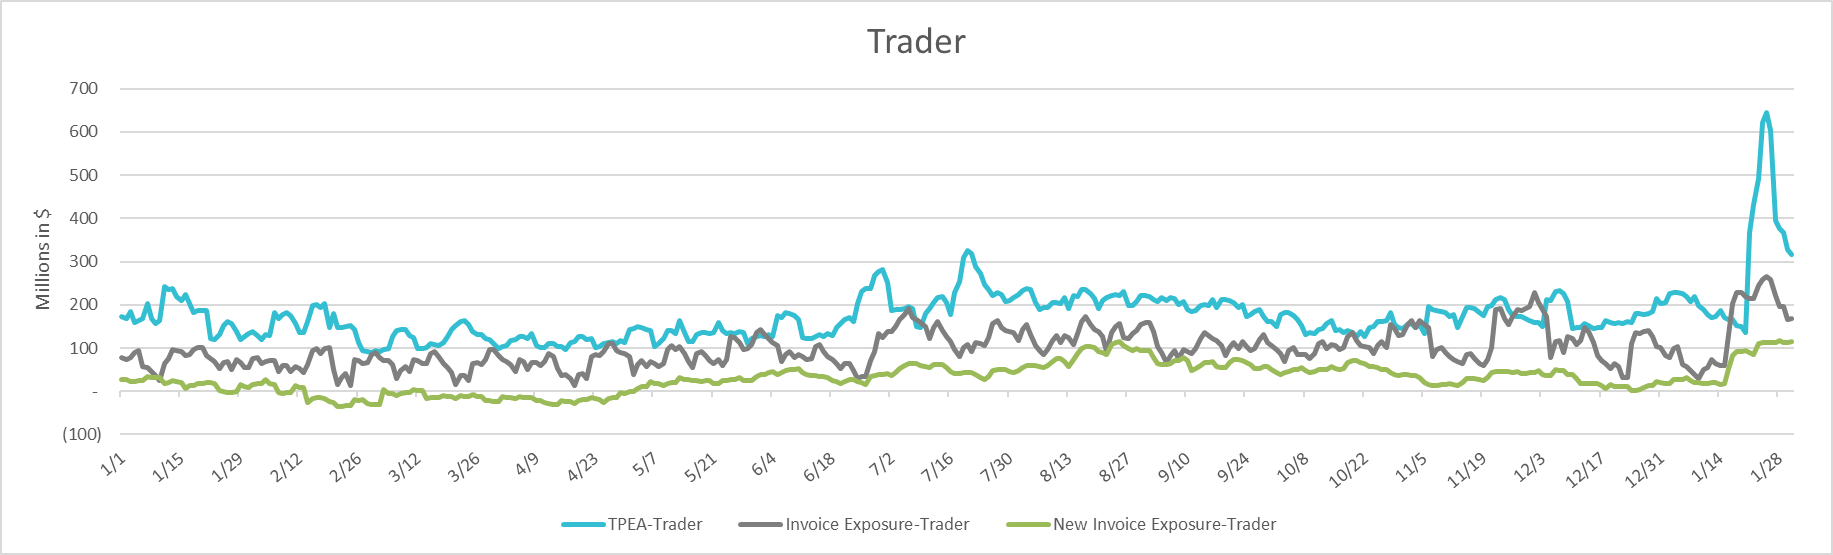 Trader
Millions in $
700
600
500
400
300
200
100
-
(100)
1/1 1/15 1/29 2/12 2/26 3/12 3/26 4/9 4/23 5/7 5/21 6/4 6/18 7/2 7/16 7/30 8/13 8/27 9/10 9/24 10/8 10/22 11/5 11/19 12/3 12/17 12/31 1/14 1/28
TPEA-Trader Invoice Exposure-Trader New Invoice Exposure-Trader